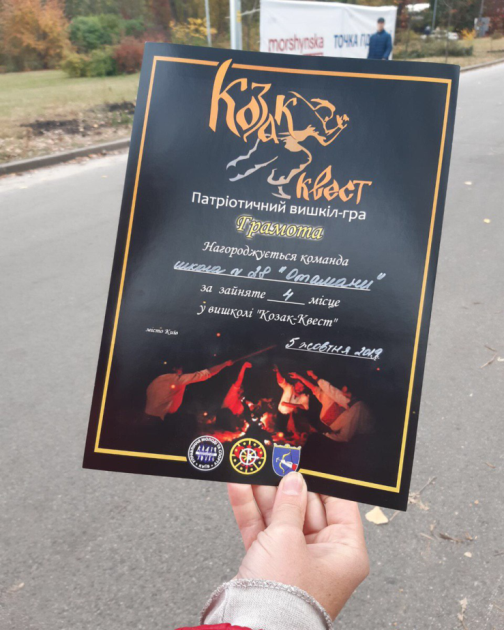 morshynska
ТОЧКА
Козак
квест
Патріотичний вишкіл-гра
Грамота
Нагороджується команда
школа № 28 "Отамани"
за зайняте 4 місце
у вишколі "Козак-Квест"
місто Київ
5 жовтня 2019